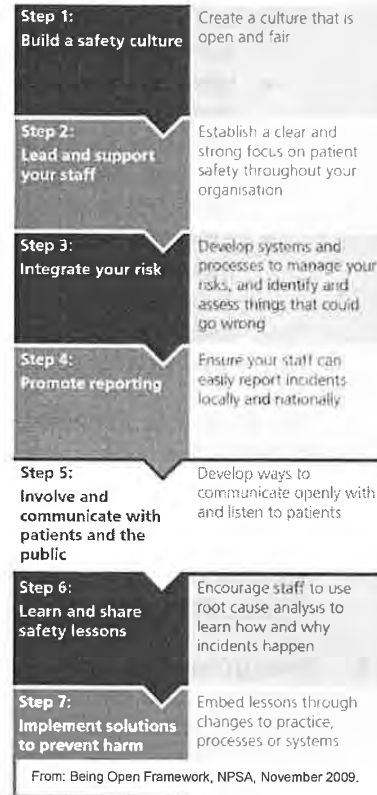 Step 1:
Build a safety culture
Create a culture that is
open and fair
Step 2:
Lead and support
your staff
Establish a clear and
strong focus on patient
safety throughout your
organisation
Step 3:
Integrate your risk
Develop systems and
processes to manage your
risks, and identify and
assess things that could
go wrong
Step 4:
Promote reporting
Ensure your staff can
easily report incidents
locally and nationally
Step 5:
Involve and
communicate with
patients and the
public
Develop ways to
communicate openly with
and listen to patients
Step 6:
Learn and share
safety lessons
Encourage staff to use
root cause analysis to
learn how and why
incidents happen
Step 7:
Implement solutions
to prevent harm
Embed lessons through
changes to practice,
processes or systems
From: Being Open Framework, NPSA, November 2009.